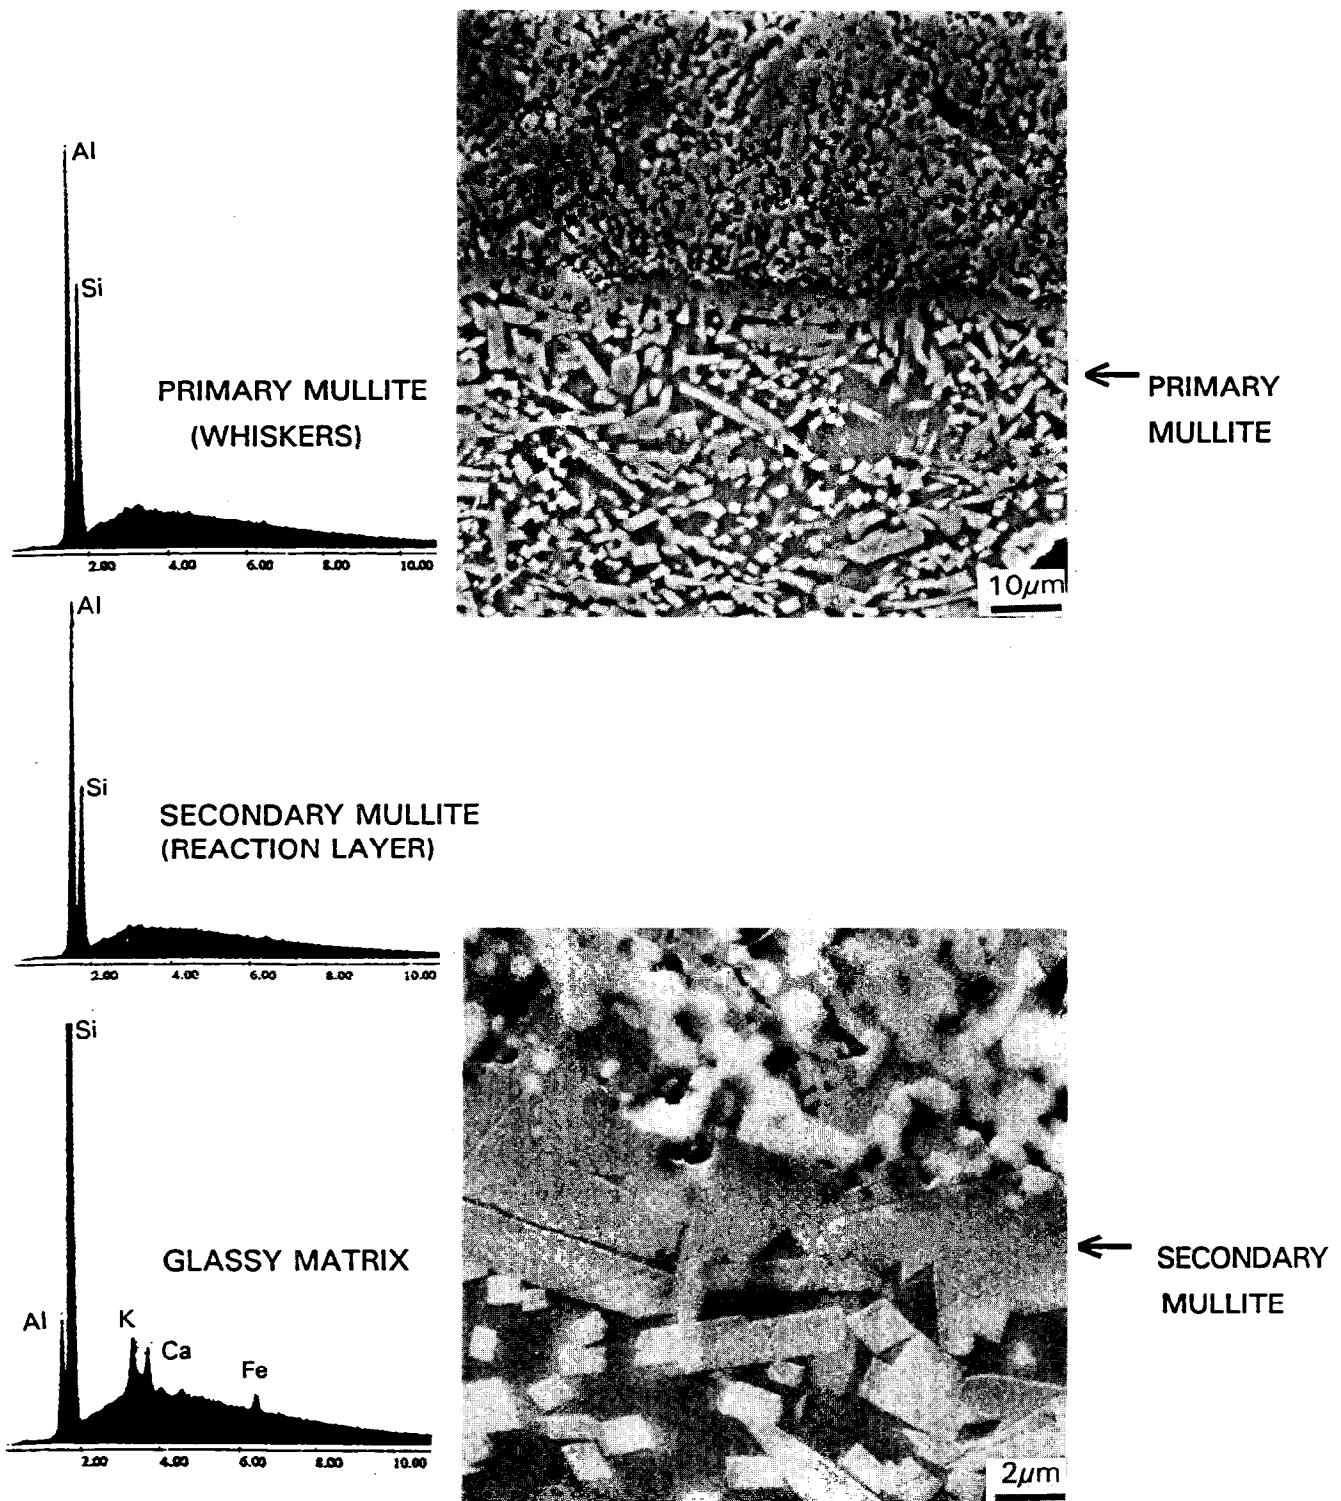 Al
Si
PRIMARY MULLITE
(WHISKERS)
2.00 4.00 6.00 8.00 10.00
← PRIMARY
MULLITE
10μm
Al
Si
SECONDARY MULLITE
(REACTION LAYER)
2.00 4.00 6.00 8.00 10.00
Si
GLASSY MATRIX
Al
K
Ca
Fe
2.00 4.00 6.00 8.00 10.00
← SECONDARY
MULLITE
2μm